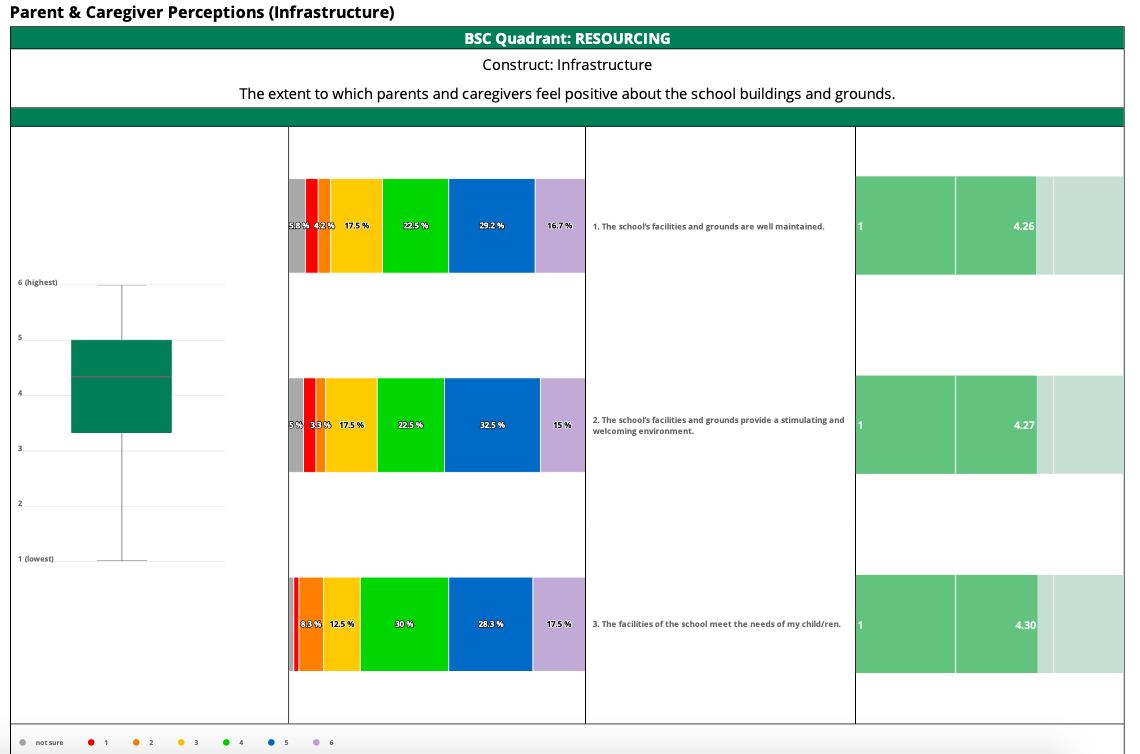 Parent & Caregiver Perceptions (Infrastructure)
BSC Quadrant: RESOURCING
Construct: Infrastructure
The extent to which parents and caregivers feel positive about the school buildings and grounds.
6 (highest)
5
4
3
2
1 (lowest)
5.8 % 4.2 % 17.5 % 22.5 % 29.2 % 16.7 %
1. The school's facilities and grounds are well maintained.
1 4.26
5 % 3.3 % 17.5 % 22.5 % 32.5 % 15 %
2. The school's facilities and grounds provide a stimulating and
welcoming environment.
1 4.27
8.3 % 12.5 % 30 % 28.3 % 17.5 %
3. The facilities of the school meet the needs of my child/ren.
1 4.30
not sure 1 2 3 4 5 6